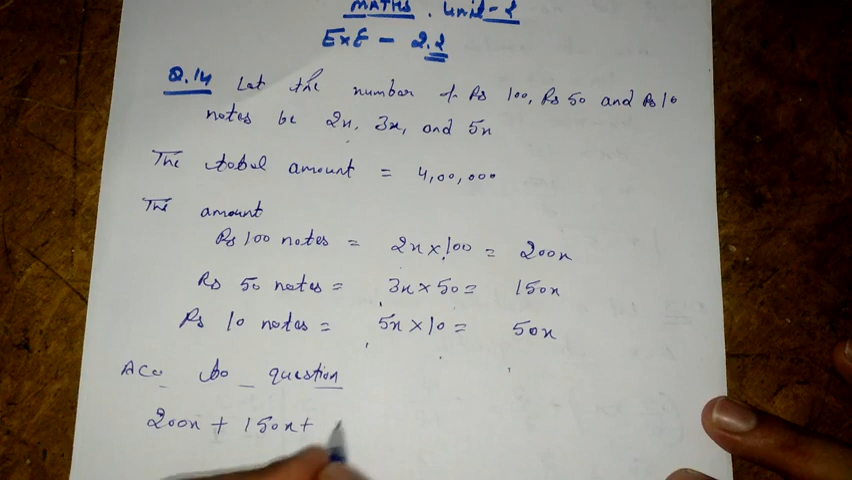 MATHS. Unit-2
EXE - 2.2
Q.14 Let the number of Rs 100, Rs 50 and Rs 10
notes be 2x, 3x, and 5x
The total amount = 4,00,000
The amount
Rs 100 notes = 2x × 100 = 200x
Rs 50 notes = 3x × 50 = 150x
Rs 10 notes = 5x × 10 = 50x
ACC to question
200x + 150x +